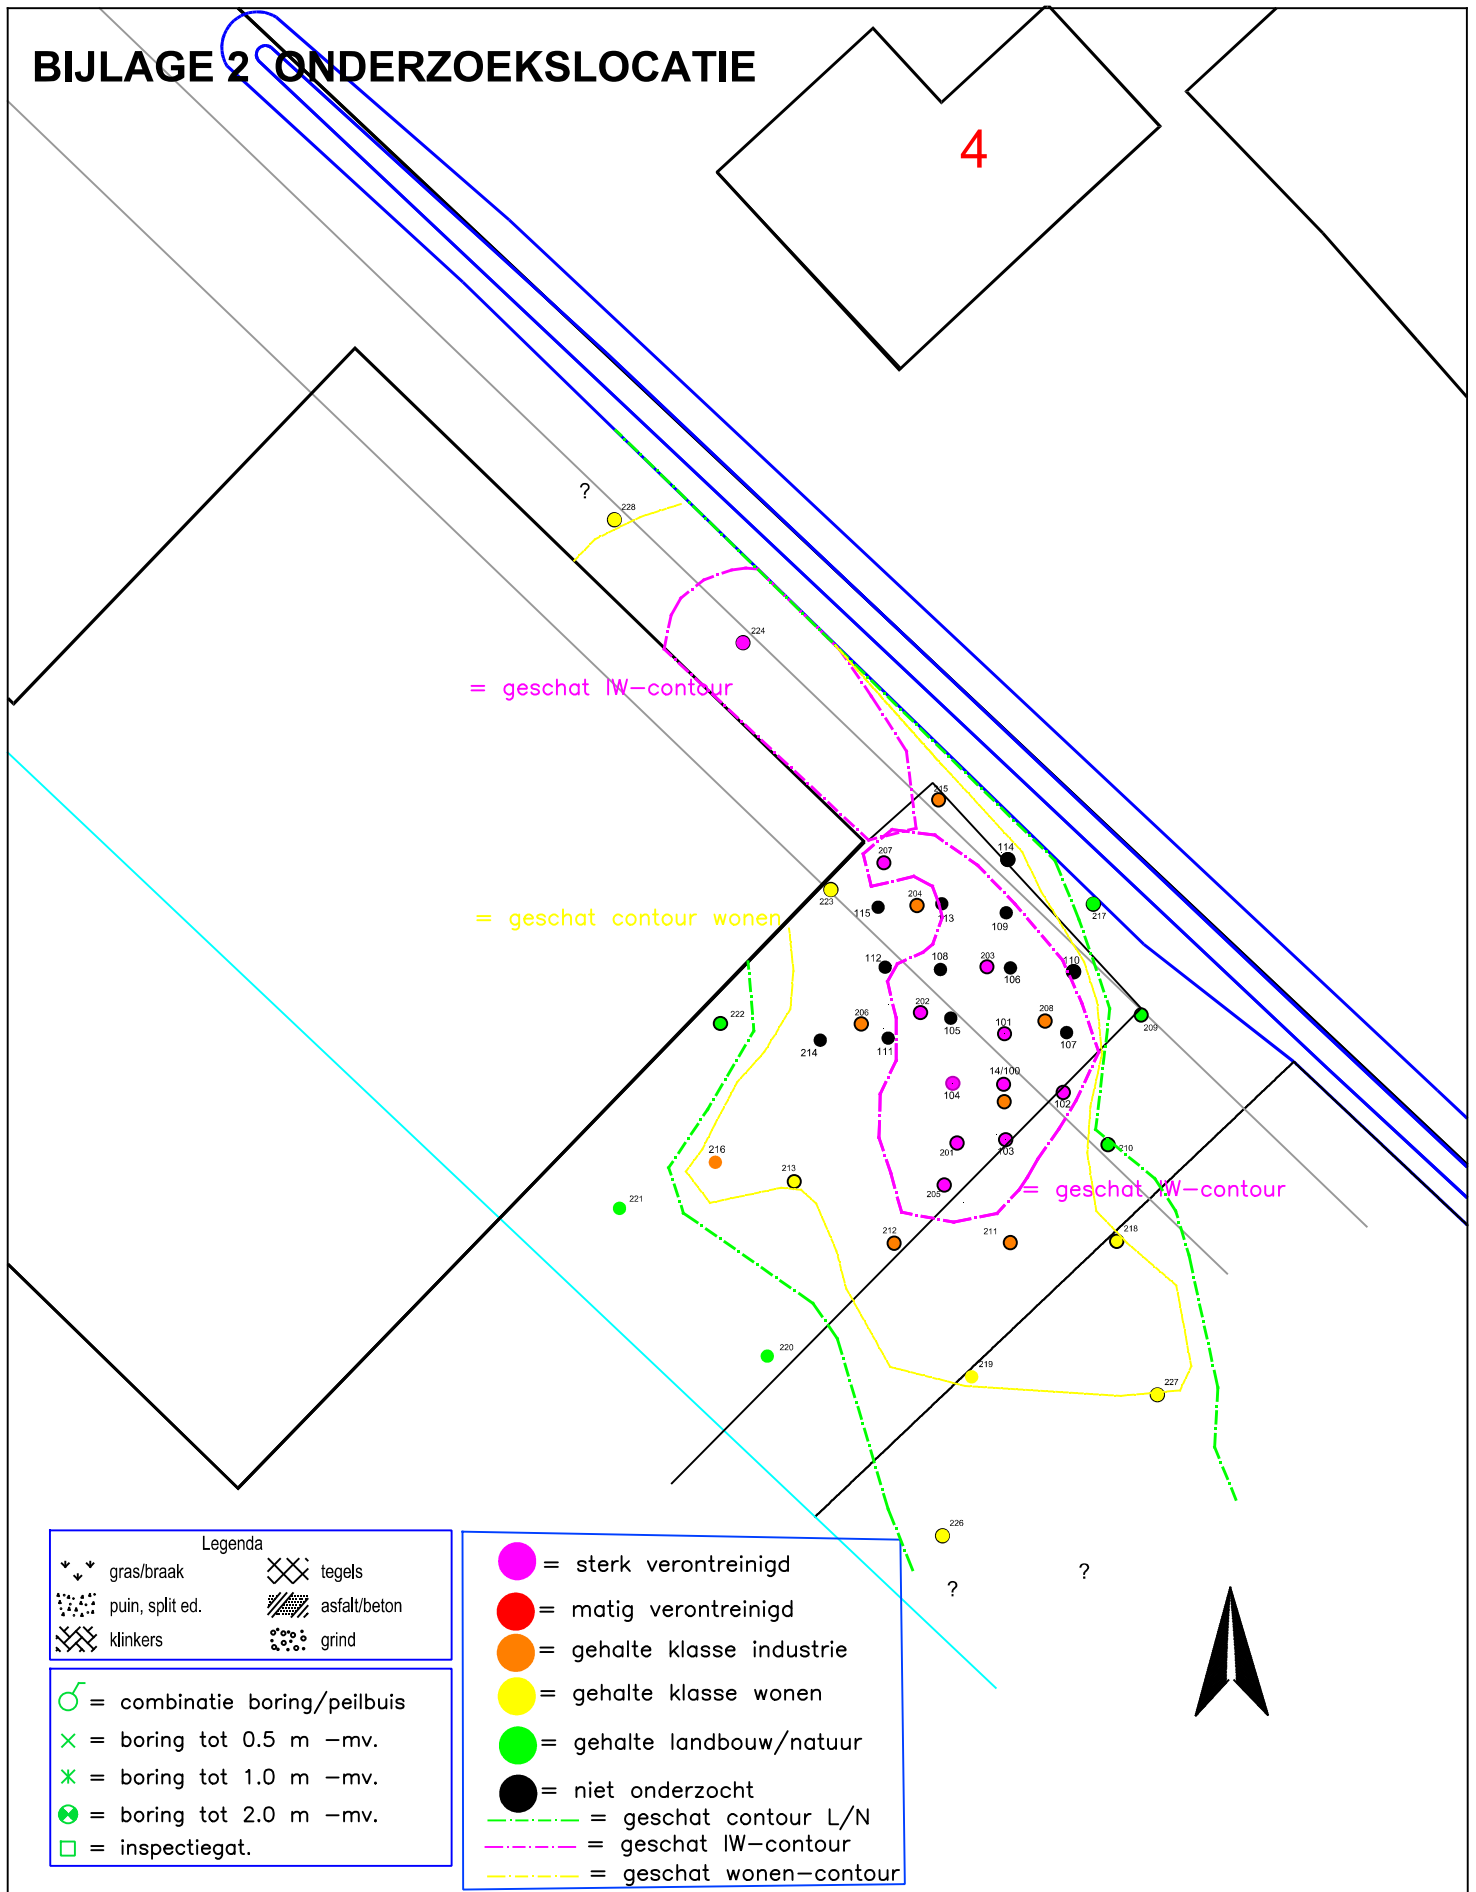 BIJLAGE 2 ONDERZOEKSLOCATIE
4
?
228
224
= geschat IW-contour
215
114
207
223
204
115
113
109
217
= geschat contour wonen
112
108
203
106
110
222
206
202
105
101
208
107
209
214
111
104
14/100
102
216
201
103
210
213
205
= geschat IW-contour
221
212
211
218
220
219
227
226
?
?
Legenda
gras/braak
tegels
puin, split ed.
asfalt/beton
klinkers
grind
= combinatie boring/peilbuis
= boring tot 0.5 m -mv.
= boring tot 1.0 m -mv.
= boring tot 2.0 m -mv.
= inspectiegat.
= sterk verontreinigd
= matig verontreinigd
= gehalte klasse industrie
= gehalte klasse wonen
= gehalte landbouw/natuur
= niet onderzocht
= geschat contour L/N
= geschat IW-contour
= geschat wonen-contour